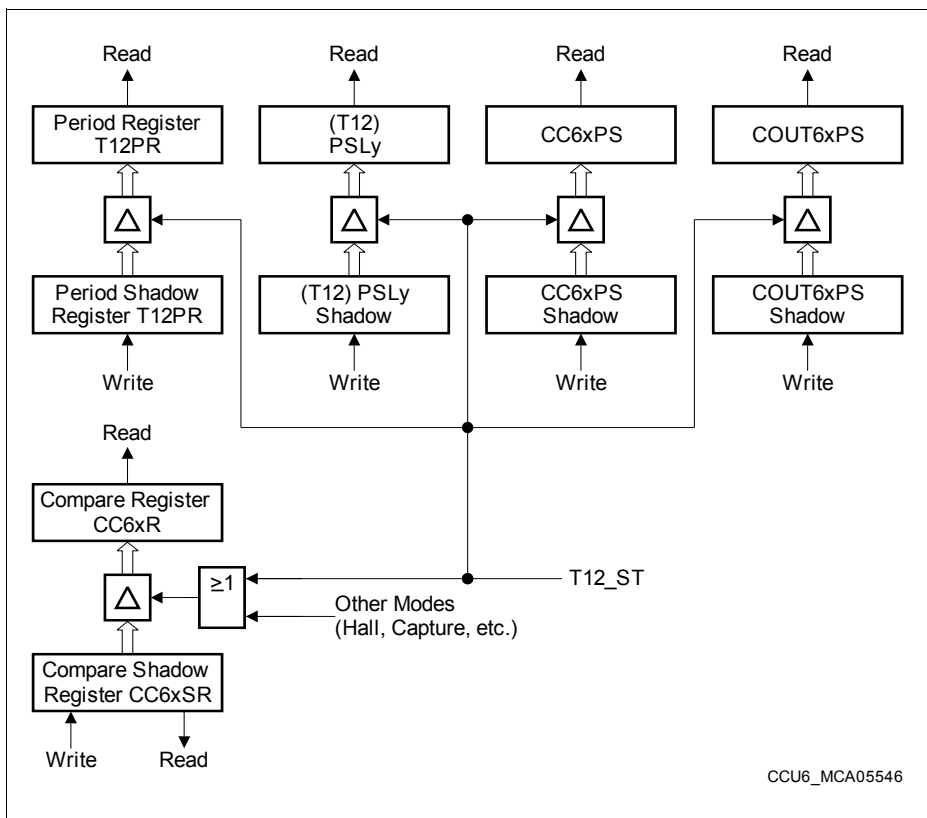 Read
Read
Read
Read
Period Register
T12PR
(T12)
PSLy
CC6xPS
COUT6xPS
Period Shadow
Register T12PR
(T12) PSLy
Shadow
CC6xPS
Shadow
COUT6xPS
Shadow
Write
Write
Write
Write
Read
Compare Register
CC6xR
≥1
T12_ST
Other Modes
(Hall, Capture, etc.)
Compare Shadow
Register CC6xSR
Write
Read
CCU6_MCA05546